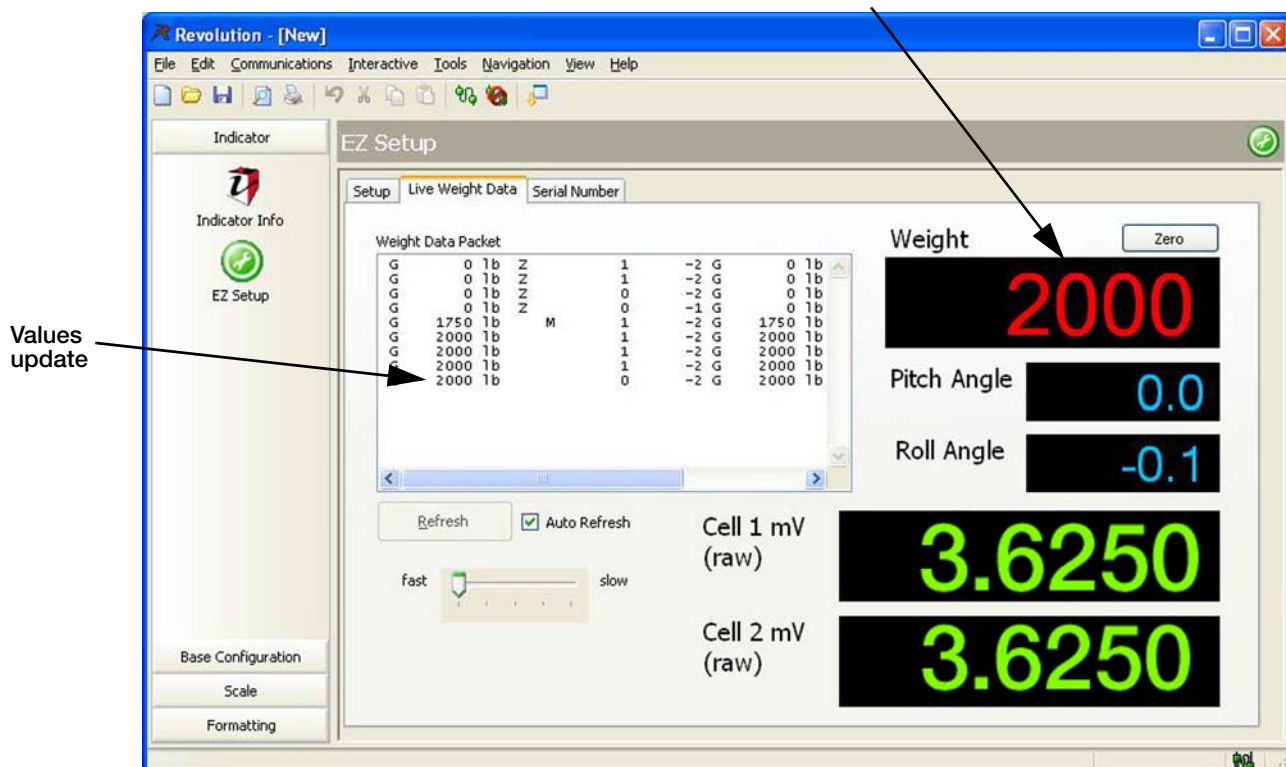 Revolution - [New]
File Edit Communications Interactive Tools Navigation View Help
Indicator
EZ Setup
Indicator Info
EZ Setup
Setup Live Weight Data Serial Number
Weight Data Packet
G 0 lb Z 1 -2 G 0 lb
G 0 lb Z 1 -2 G 0 lb
G 0 lb Z 0 -2 G 0 lb
G 0 lb Z 0 -1 G 0 lb
G 1750 lb M 1 -2 G 1750 lb
G 2000 lb 1 -2 G 2000 lb
G 2000 lb 1 -2 G 2000 lb
G 2000 lb 1 -2 G 2000 lb
2000 lb 0 -2 G 2000 lb
Weight
Zero
2000
Pitch Angle
0.0
Roll Angle
-0.1
Values
update
Refresh
Auto Refresh
fast slow
Cell 1 mV
(raw)
3.6250
Cell 2 mV
(raw)
3.6250
Base Configuration
Scale
Formatting